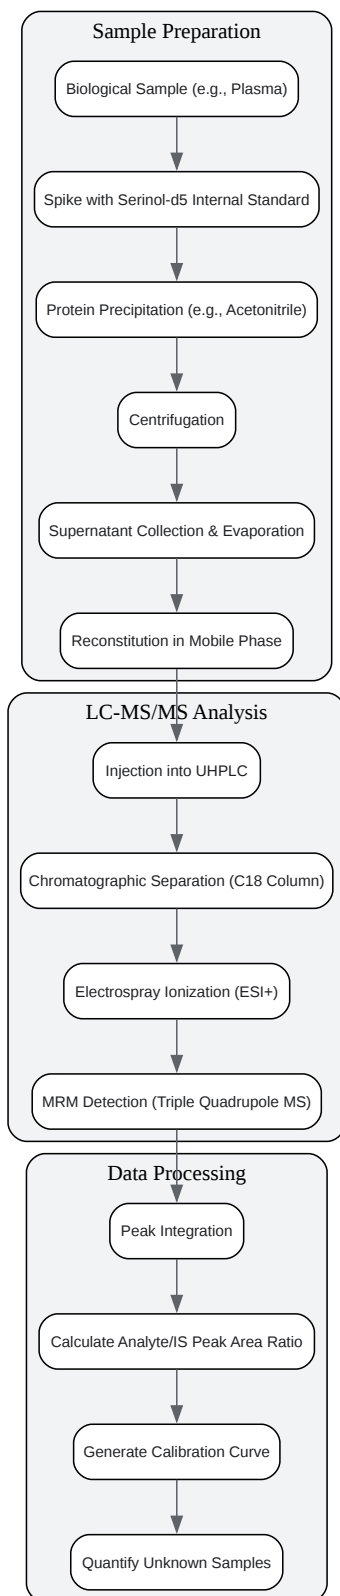 Sample Preparation
Biological Sample (e.g., Plasma)
Spike with Serinol-d5 Internal Standard
Protein Precipitation (e.g., Acetonitrile)
Centrifugation
Supernatant Collection & Evaporation
Reconstitution in Mobile Phase
LC-MS/MS Analysis
Injection into UHPLC
Chromatographic Separation (C18 Column)
Electrospray Ionization (ESI+)
MRM Detection (Triple Quadrupole MS)
Data Processing
Peak Integration
Calculate Analyte/IS Peak Area Ratio
Generate Calibration Curve
Quantify Unknown Samples